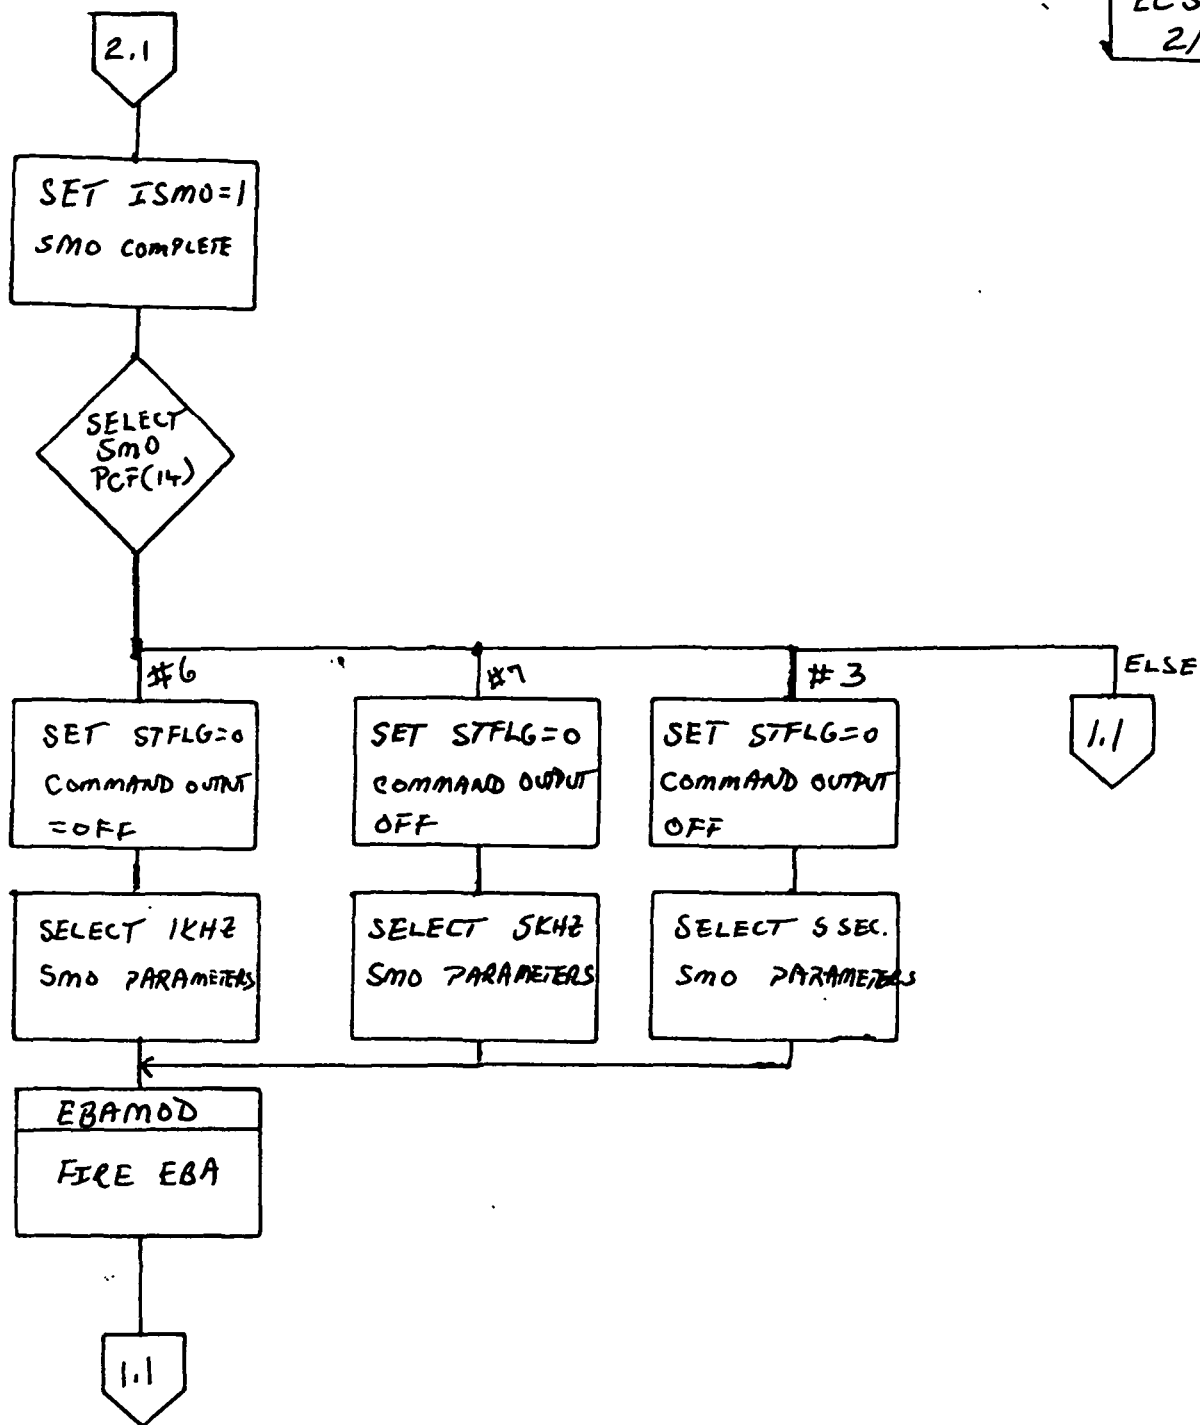 2.1
SET ISMO=1
SMO COMPLETE
SELECT
SMO
PCF(14)
#6
#7
#3
ELSE
SET STFLG=0
COMMAND OUTPUT
=OFF
SET STFLG=0
COMMAND OUTPUT
OFF
SET STFLG=0
COMMAND OUTPUT
OFF
1.1
SELECT 1KHZ
SMO PARAMETERS
SELECT 5KHZ
SMO PARAMETERS
SELECT 5 SEC.
SMO PARAMETERS
EBAMOD
FIRE EBA
1.1
2/